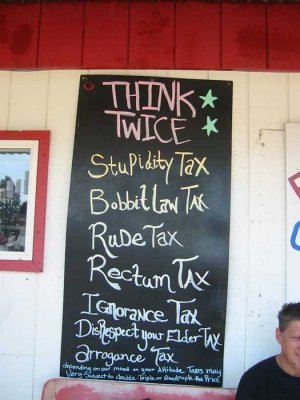 THINK
TWICE
Stupidity Tax
Bobbit Law TAX
Rude Tax
Rectum TAX
Ignorance Tax
DisRespect your Elder TAX
arrogance Tax
depending on our mood on your Attitude Taxes may
Vary-Subject to double-Triple or Quadruple the Price